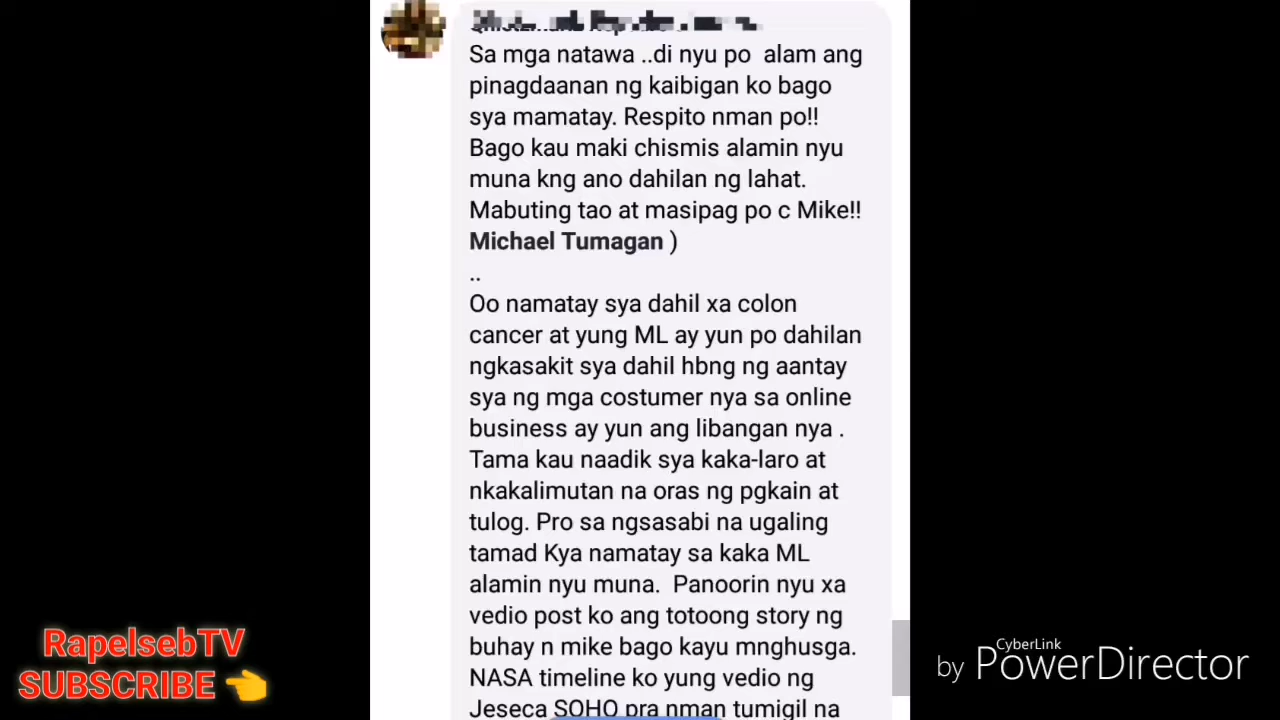 Sa mga natawa ..di nyu po alam ang
pinagdaanan ng kaibigan ko bago
sya mamatay. Respito nman po!!
Bago kau maki chismis alamin nyu
muna kng ano dahilan ng lahat.
Mabuting tao at masipag po c Mike!!
Michael Tumagan )
..
Oo namatay sya dahil xa colon
cancer at yung ML ay yun po dahilan
ngkasakit sya dahil hbng ng aantay
sya ng mga costumer nya sa online
business ay yun ang libangan nya .
Tama kau naadik sya kaka-laro at
nkakalimutan na oras ng pgkain at
tulog. Pro sa ngsasabi na ugaling
tamad Kya namatay sa kaka ML
alamin nyu muna. Panoorin nyu xa
vedio post ko ang totoong story ng
buhay n mike bago kayu mnghusga.
NASA timeline ko yung vedio ng
Jeseca SOHO pra nman tumigil na
RapelsebTV
SUBSCRIBE 👈
by CyberLink PowerDirector